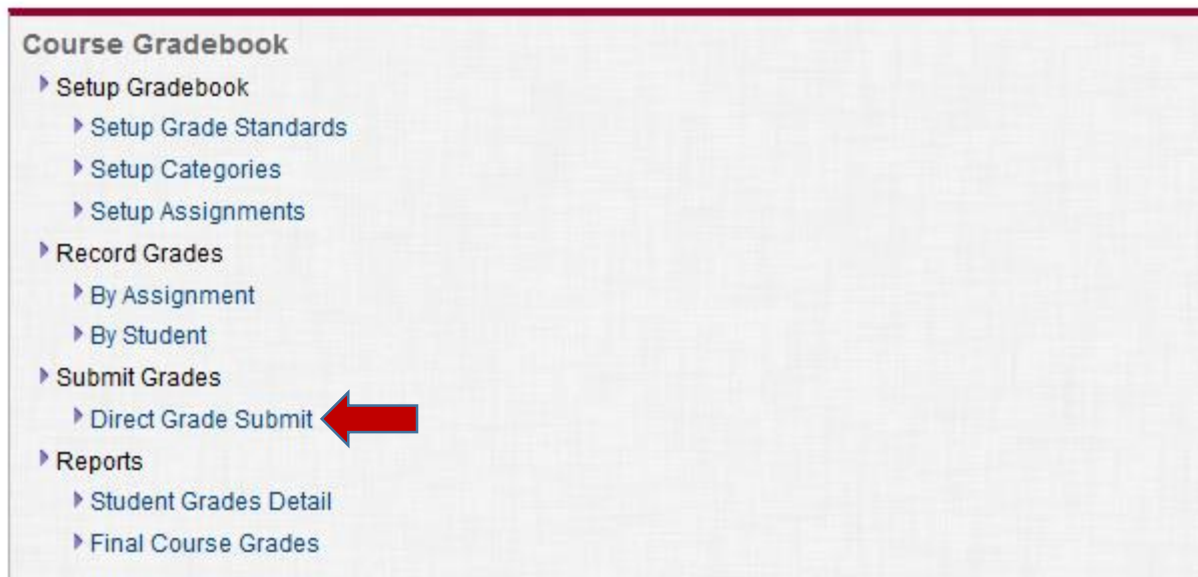 Course Gradebook
Setup Gradebook
Setup Grade Standards
Setup Categories
Setup Assignments
Record Grades
By Assignment
By Student
Submit Grades
Direct Grade Submit
Reports
Student Grades Detail
Final Course Grades